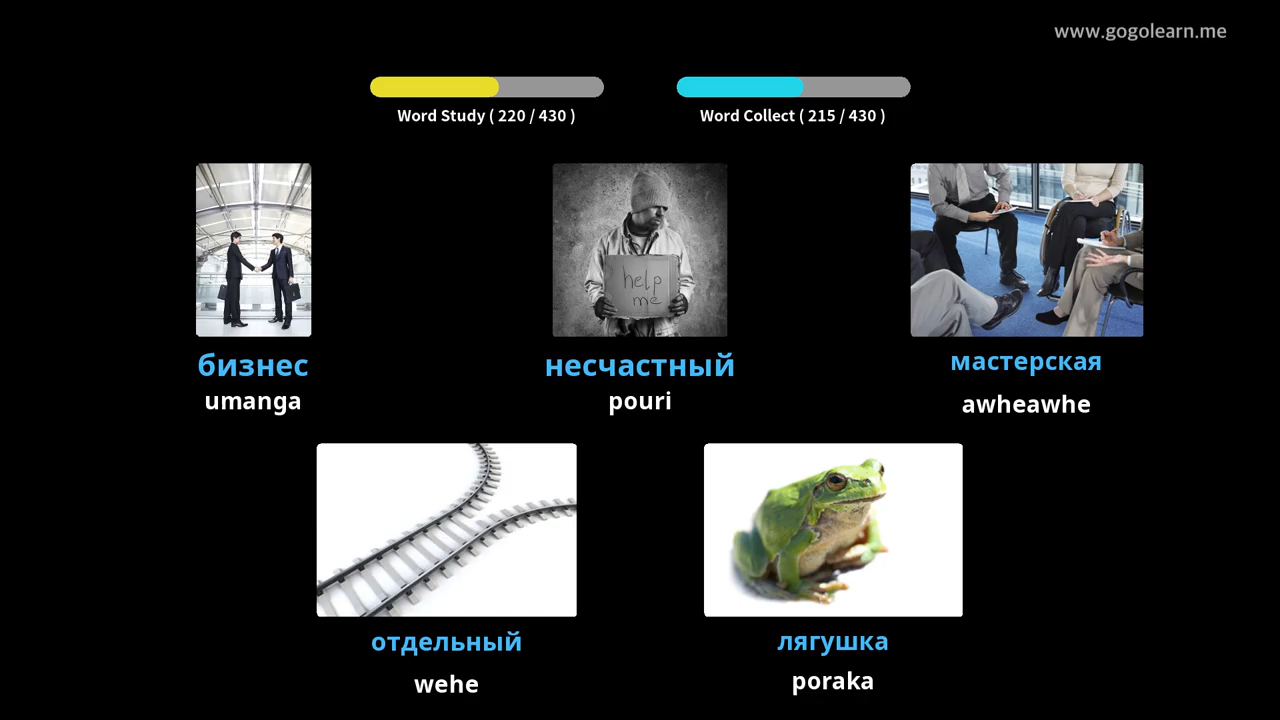 www.gogolearn.me
Word Study ( 220 / 430 )
Word Collect ( 215 / 430 )
help
me
бизнес
umanga
несчастный
pouri
мастерская
awheawhe
отдельный
wehe
лягушка
poraka